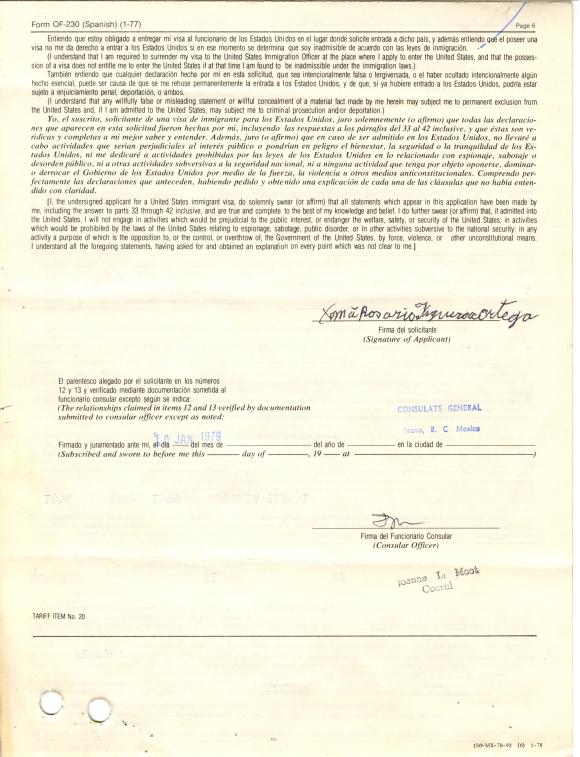 Form OF-230 (Spanish) (1-77)
Page 6
Entiendo que estoy obligado a entregar mi visa al funcionario de los Estados Unidos en el lugar donde solicite entrada a dicho país, y además entiendo que el poseer una
visa no me da derecho a entrar a los Estados Unidos si en ese momento se determina que soy inadmisible de acuerdo con las leyes de inmigración.
(I understand that I am required to surrender my visa to the United States Immigration Officer at the place where I apply to enter the United States, and that the posses-
sion of a visa does not entitle me to enter the United States if at that time I am found to be inadmissible under the immigration laws.)
También entiendo que cualquier declaración hecha por mí en esta solicitud, que sea intencionalmente falsa o tergiversada, o el haber ocultado intencionalmente algún
hecho esencial, puede ser causa de que se me rehuse permanentemente la entrada a los Estados Unidos, y de que, si ya hubiere entrado a los Estados Unidos, podría estar
sujeto a enjuiciamiento penal, deportación, o ambos.
(I understand that any willfully false or misleading statement or willful concealment of a material fact made by me herein may subject me to permanent exclusion from
the United States and, if I am admitted to the United States, may subject me to criminal prosecution and/or deportation.)
Yo, el suscrito, solicitante de una visa de inmigrante para los Estados Unidos, juro solemnemente (o afirmo) que todas las declaracio-
nes que aparecen en esta solicitud fueron hechas por mí, incluyendo las respuestas a los párrafos del 33 al 42 inclusive, y que éstas son ve-
rídicas y completas a mi mejor saber y entender. Además, juro (o afirmo) que en caso de ser admitido en los Estados Unidos, no llevaré a
cabo actividades que serían perjudiciales al interés público o pondrían en peligro el bienestar, la seguridad o la tranquilidad de los Es-
tados Unidos, ni me dedicaré a actividades prohibidas por las leyes de los Estados Unidos en lo relacionado con espionaje, sabotaje o
desorden público, ni a otras actividades subversivas a la seguridad nacional, ni a ninguna actividad que tenga por objeto oponerse, dominar-
o derrocar el Gobierno de los Estados Unidos por medio de la fuerza, la violencia u otros medios anticonstitucionales. Comprendo per-
fectamente las declaraciones que anteceden, habiendo pedido y obtenido una explicación de cada una de las cláusulas que no había enten-
dido con claridad.
[I, the undersigned applicant for a United States immigrant visa, do solemnly swear (or affirm) that all statements which appear in this application have been made by
me, including the answer to parts 33 through 42 inclusive, and are true and complete to the best of my knowledge and belief. I do further swear (or affirm) that, if admitted into
the United States, I will not engage in activities which would be prejudicial to the public interest, or endanger the welfare, safety, or security of the United States; in activities
which would be prohibited by the laws of the United States relating to espionage, sabotage, public disorder, or in other activities subversive to the national security; in any
activity a purpose of which is the opposition to, or the control, or overthrow of, the Government of the United States, by force, violence, or other unconstitutional means.
I understand all the foregoing statements, having asked for and obtained an explanation on every point which was not clear to me.]
Rosario Figueroa Ortega
Firma del solicitante
(Signature of Applicant)
El parentesco alegado por el solicitante en los números
12 y 13 y verificado mediante documentación sometida al
funcionario consular excepto según se indica:
(The relationships claimed in items 12 and 13 verified by documentation
submitted to consular officer except as noted:
CONSULATE GENERAL
B. C. Mexico
10 JAN 1979
Firmado y juramentado ante mí, el día del mes de del año de en la ciudad de
(Subscribed and sworn to before me this day of , 19 at )
Firma del Funcionario Consular
(Consular Officer)
Joanne La Mook
Consul
TARIFF ITEM No. 20
ISØ-MX-78-93 (6) 1-78